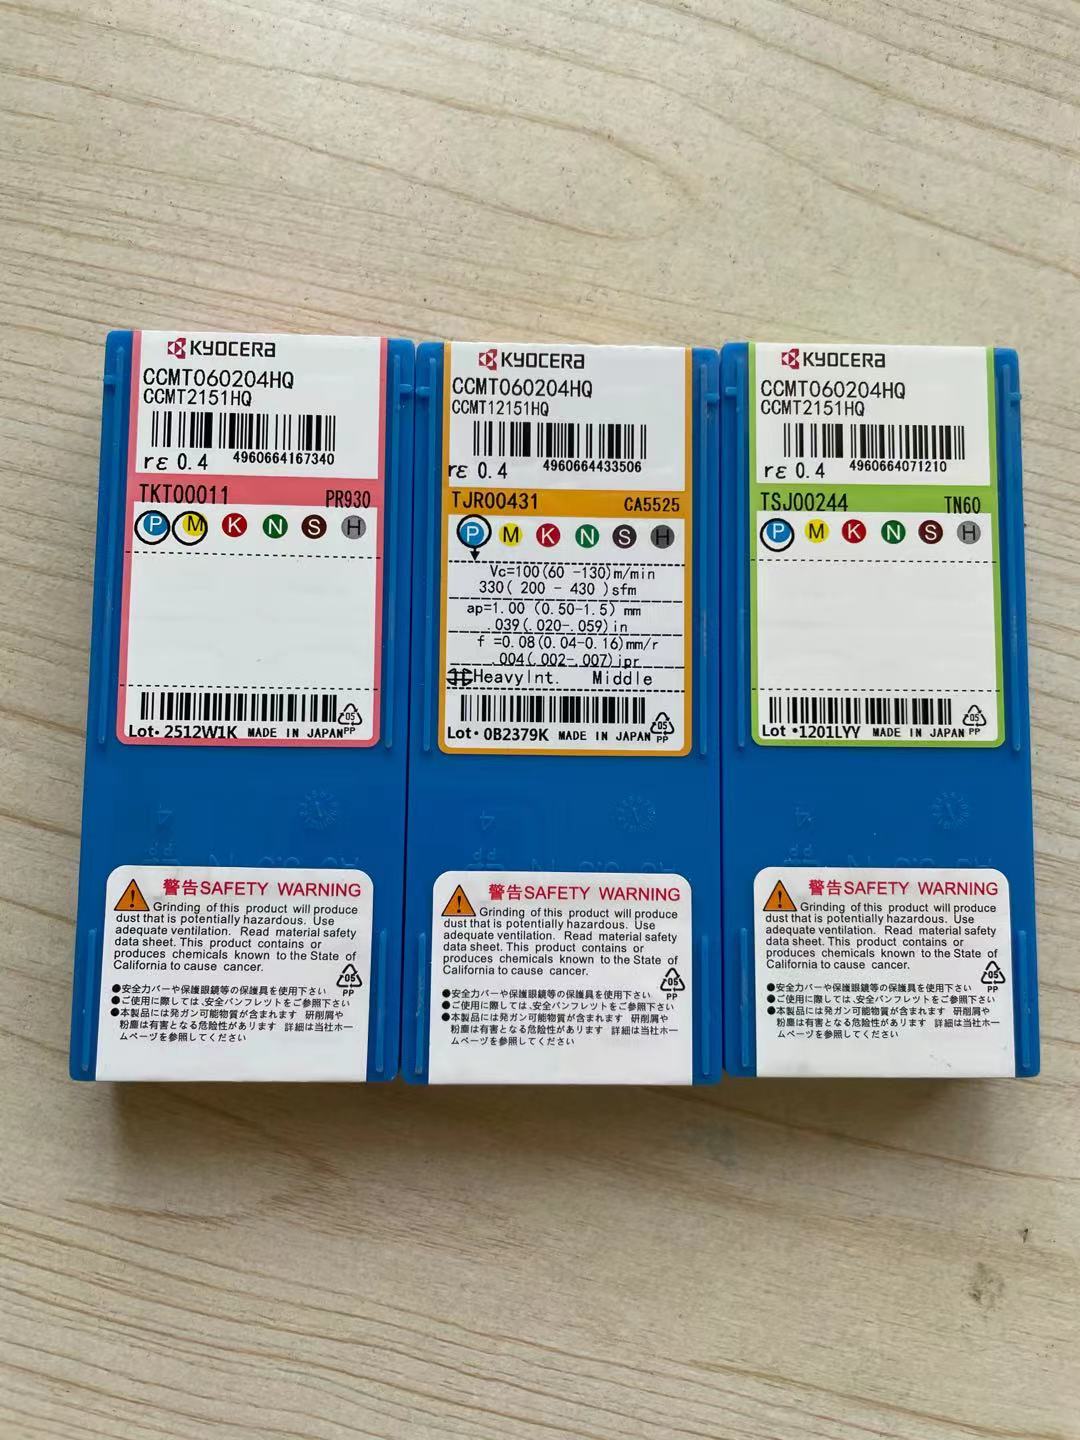 KYOCERA
CCMT060204HQ
CCMT2151HQ
rε 0.4
4960664167340
TKT00011 PR930
P M K N S H
Lot· 2512W1K MADE IN JAPAN
05
PP
警告SAFETY WARNING
Grinding of this product will produce
dust that is potentially hazardous. Use
adequate ventilation. Read material safety
data sheet. This product contains or
produces chemicals known to the State of
California to cause cancer.
05
PP
●安全力バーや保護眼鏡等の保護具を使用下さい
●ご使用に際しては､安全パンフレットをご参照下さい
●本製品には発ガン可能物質が含まれます 研削屑や
粉塵は有害となる危険性があります 詳細は当社ホー
ムページを参照してください
KYOCERA
CCMT060204HQ
CCMT12151HQ
rε 0.4
4960664433506
TJR00431 CA5525
P M K N S H
Vc=100(60 -130)m/min
330( 200 - 430 )sfm
ap=1.00 (0.50-1.5) mm
.039(.020-.059)in
f =0.08(0.04-0.16)mm/r
.004(.002-.007)ipr
HeavyInt. Middle
Lot· 0B2379K MADE IN JAPAN
05
PP
警告SAFETY WARNING
Grinding of this product will produce
dust that is potentially hazardous. Use
adequate ventilation. Read material safety
data sheet. This product contains or
produces chemicals known to the State of
California to cause cancer.
05
PP
●安全力バーや保護眼鏡等の保護具を使用下さい
●ご使用に際しては､安全パンフレットをご参照下さい
●本製品には発ガン可能物質が含まれます 研削屑や
粉塵は有害となる危険性があります 詳細は当社ホー
ムページを参照してください
KYOCERA
CCMT060204HQ
CCMT2151HQ
rε 0.4
4960664071210
TSJ00244 TN60
P M K N S H
Lot ·1201LYY MADE IN JAPAN
05
PP
警告SAFETY WARNING
Grinding of this product will produce
dust that is potentially hazardous. Use
adequate ventilation. Read material safety
data sheet. This product contains or
produces chemicals known to the State of
California to cause cancer.
05
PP
●安全力バーや保護眼鏡等の保護具を使用下さい
●ご使用に際しては､安全パンフレットをご参照下さい
●本製品には発ガン可能物質が含まれます 研削屑や
粉塵は有害となる危険性があります 詳細は当社ホー
ムページを参照してください